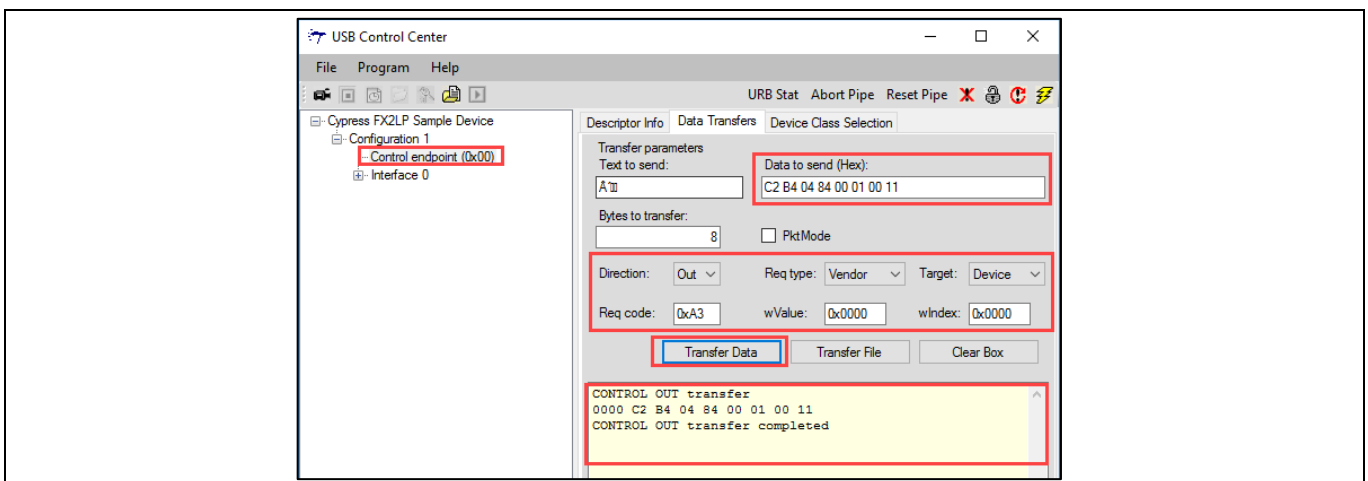 USB Control Center
File Program Help
URB Stat Abort Pipe Reset Pipe
Cypress FX2LP Sample Device
Configuration 1
Control endpoint (0x00)
Interface 0
Descriptor Info Data Transfers Device Class Selection
Transfer parameters
Text to send: Data to send (Hex):
C2 B4 04 84 00 01 00 11
Bytes to transfer:
8 PktMode
Direction: Out Req type: Vendor Target: Device
Req code: 0xA3 wValue: 0x0000 wIndex: 0x0000
Transfer Data Transfer File Clear Box
CONTROL OUT transfer
0000 C2 B4 04 84 00 01 00 11
CONTROL OUT transfer completed